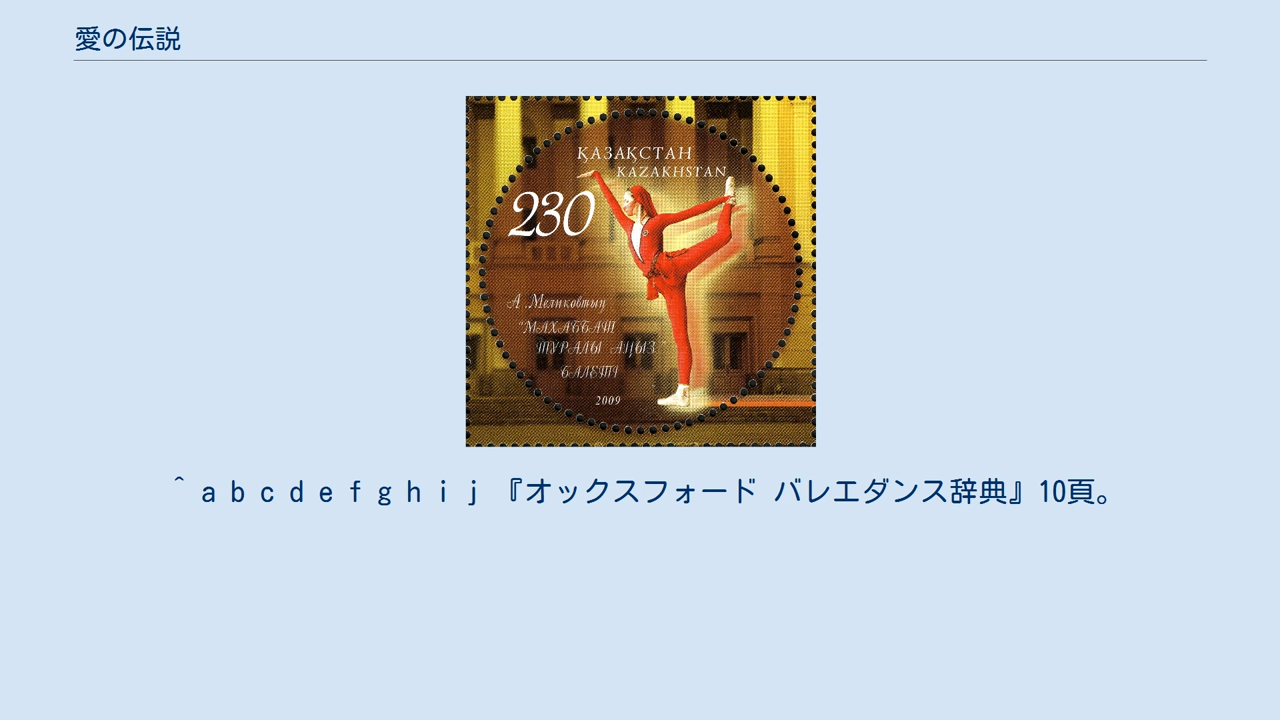 愛の伝説
ҚАЗАҚСТАН
KAZAKHSTAN
230
А.Меликовтың
"МАХАББАТ
ТУРАЛЫ АҢЫЗ"
БАЛЕТІ
2009
^ a b c d e f g h i j 『オックスフォード バレエダンス辞典』10頁。